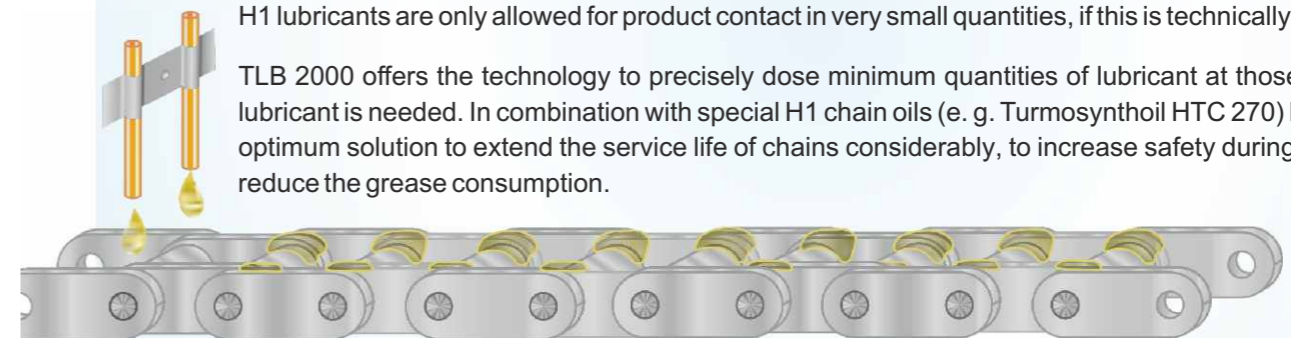 H1 lubricants are only allowed for product contact in very small quantities, if this is technically
TLB 2000 offers the technology to precisely dose minimum quantities of lubricant at those
lubricant is needed. In combination with special H1 chain oils (e. g. Turmosynthoil HTC 270)
optimum solution to extend the service life of chains considerably, to increase safety during
reduce the grease consumption.